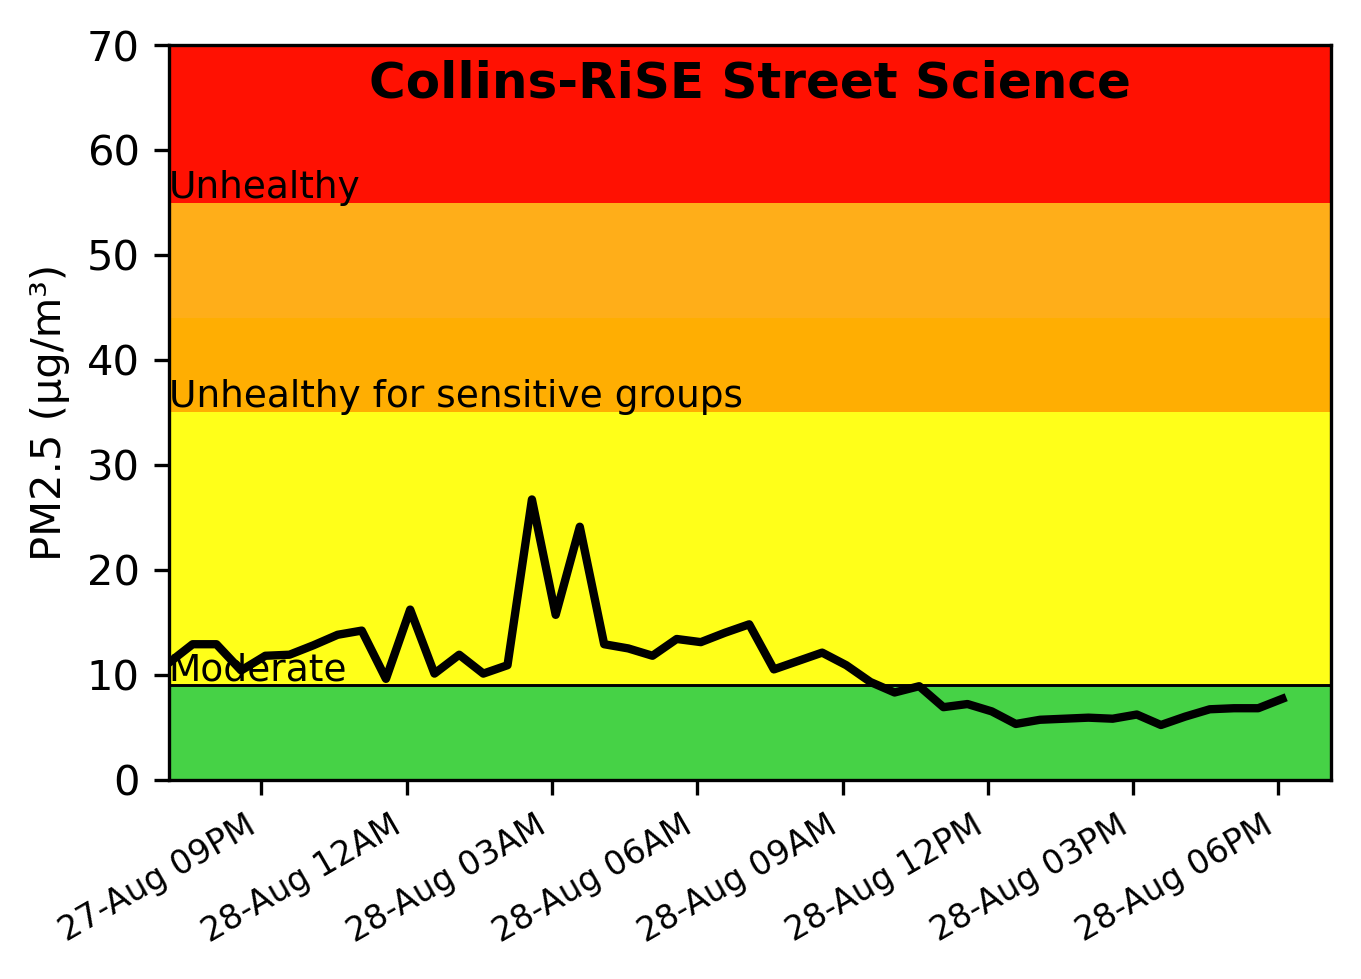 Collins-RiSE Street Science
70
60
Unhealthy
50
40
Unhealthy for sensitive groups
30
20
Moderate
10
0
PM2.5 (µg/m³)
27-Aug 09PM
28-Aug 12AM
28-Aug 03AM
28-Aug 06AM
28-Aug 09AM
28-Aug 12PM
28-Aug 03PM
28-Aug 06PM